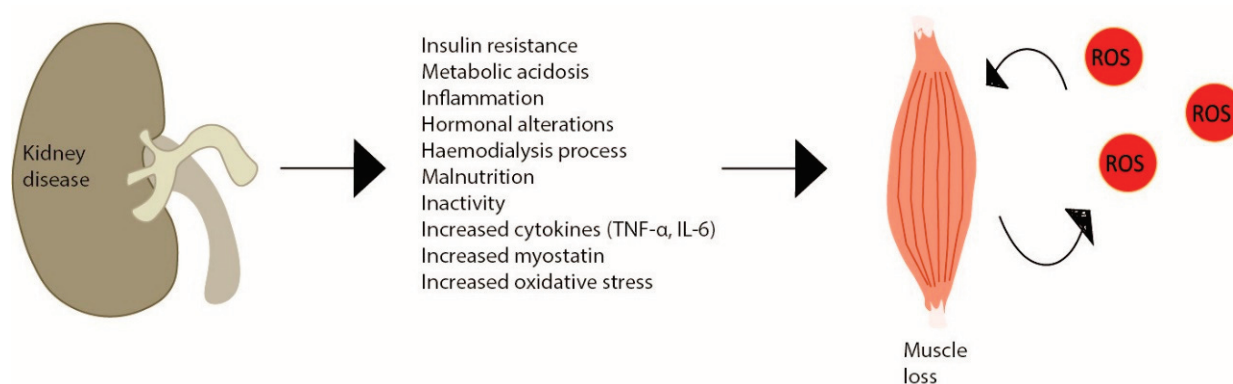 Kidney
disease
Insulin resistance
Metabolic acidosis
Inflammation
Hormonal alterations
Haemodialysis process
Malnutrition
Inactivity
Increased cytokines (TNF-α, IL-6)
Increased myostatin
Increased oxidative stress
ROS
ROS
ROS
Muscle
loss